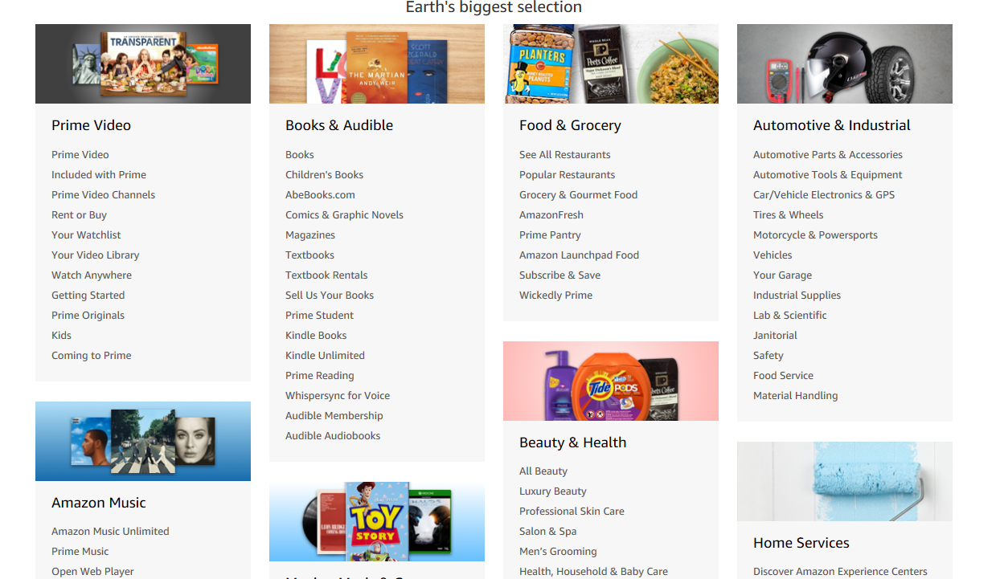 Earth's biggest selection
TRANSPARENT
Prime Video
Prime Video
Included with Prime
Prime Video Channels
Rent or Buy
Your Watchlist
Your Video Library
Watch Anywhere
Getting Started
Prime Originals
Kids
Coming to Prime
Amazon Music
Amazon Music Unlimited
Prime Music
Open Web Player
THE MARTIAN
ANDY WEIR
Books & Audible
Books
Children's Books
AbeBooks.com
Comics & Graphic Novels
Magazines
Textbooks
Textbook Rentals
Sell Us Your Books
Prime Student
Kindle Books
Kindle Unlimited
Prime Reading
Whispersync for Voice
Audible Membership
Audible Audiobooks
TOY
STORY
PLANTERS
PEANUTS
WHOLE BEAN
Peet's Coffee
Food & Grocery
See All Restaurants
Popular Restaurants
Grocery & Gourmet Food
AmazonFresh
Prime Pantry
Amazon Launchpad Food
Subscribe & Save
Wickedly Prime
Tide PODS
Beauty & Health
All Beauty
Luxury Beauty
Professional Skin Care
Salon & Spa
Men's Grooming
Health, Household & Baby Care
Automotive & Industrial
Automotive Parts & Accessories
Automotive Tools & Equipment
Car/Vehicle Electronics & GPS
Tires & Wheels
Motorcycle & Powersports
Vehicles
Your Garage
Industrial Supplies
Lab & Scientific
Janitorial
Safety
Food Service
Material Handling
Home Services
Discover Amazon Experience Centers